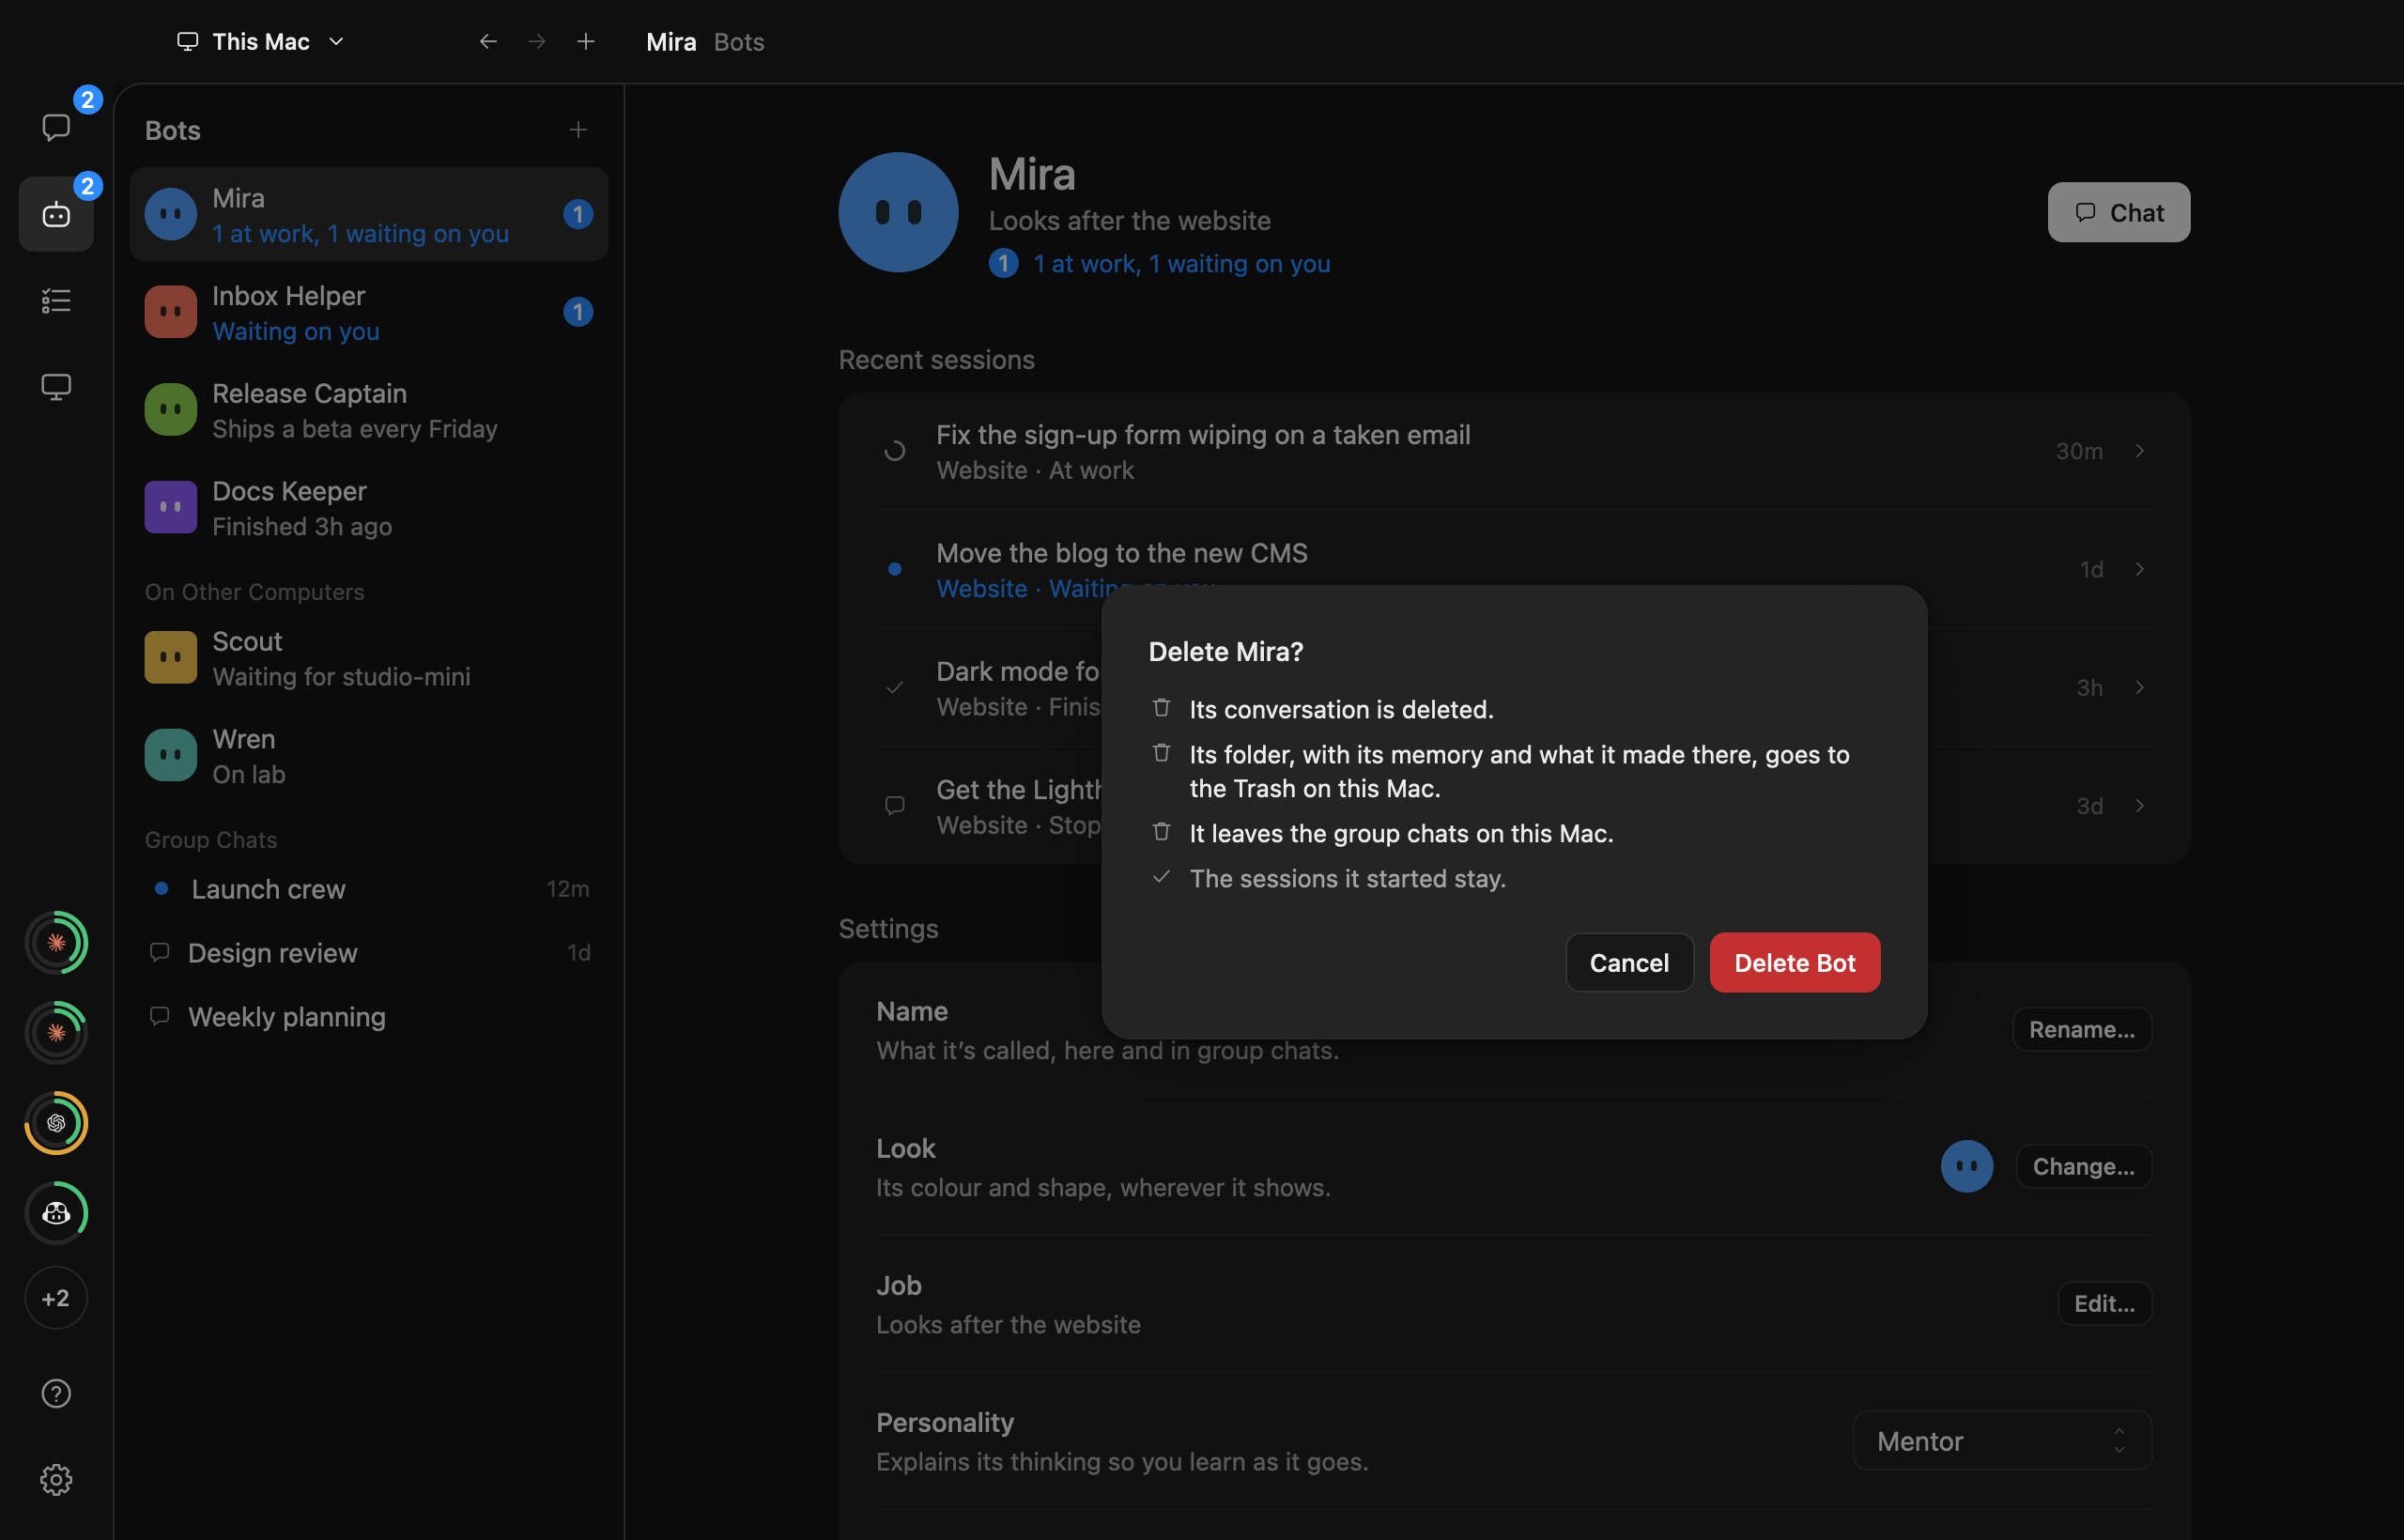 This Mac
Mira Bots
2
2
Bots
Mira
1 at work, 1 waiting on you
1
Inbox Helper
Waiting on you
1
Release Captain
Ships a beta every Friday
Docs Keeper
Finished 3h ago
On Other Computers
Scout
Waiting for studio-mini
Wren
On lab
Group Chats
Launch crew 12m
Design review 1d
Weekly planning
+2
Mira
Looks after the website
1 1 at work, 1 waiting on you
Chat
Recent sessions
Fix the sign-up form wiping on a taken email
Website · At work
30m
Move the blog to the new CMS
Website · Waiting on you
1d
Dark mode fo
Website · Finis
3h
Get the Lighth
Website · Stop
3d
Delete Mira?
Its conversation is deleted.
Its folder, with its memory and what it made there, goes to
the Trash on this Mac.
It leaves the group chats on this Mac.
The sessions it started stay.
Cancel
Delete Bot
Settings
Name
What it’s called, here and in group chats.
Rename...
Look
Its colour and shape, wherever it shows.
Change...
Job
Looks after the website
Edit...
Personality
Explains its thinking so you learn as it goes.
Mentor